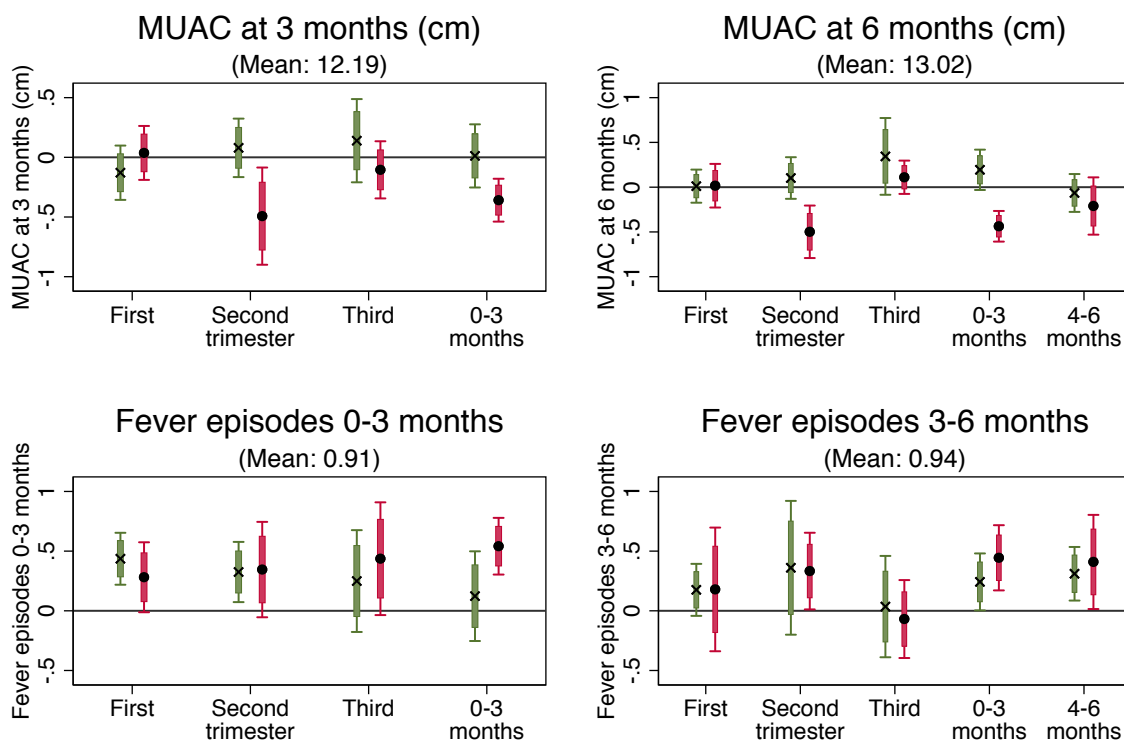 MUAC at 3 months (cm)
(Mean: 12.19)
MUAC at 3 months (cm)
.5
0
-.5
-1
First
Second
trimester
Third
0-3
months
MUAC at 6 months (cm)
(Mean: 13.02)
MUAC at 6 months (cm)
1
.5
0
-.5
-1
First
Second
trimester
Third
0-3
months
4-6
months
Fever episodes 0-3 months
(Mean: 0.91)
Fever episodes 0-3 months
1
.5
0
-.5
First
Second
trimester
Third
0-3
months
Fever episodes 3-6 months
(Mean: 0.94)
Fever episodes 3-6 months
1
.5
0
-.5
First
Second
trimester
Third
0-3
months
4-6
months